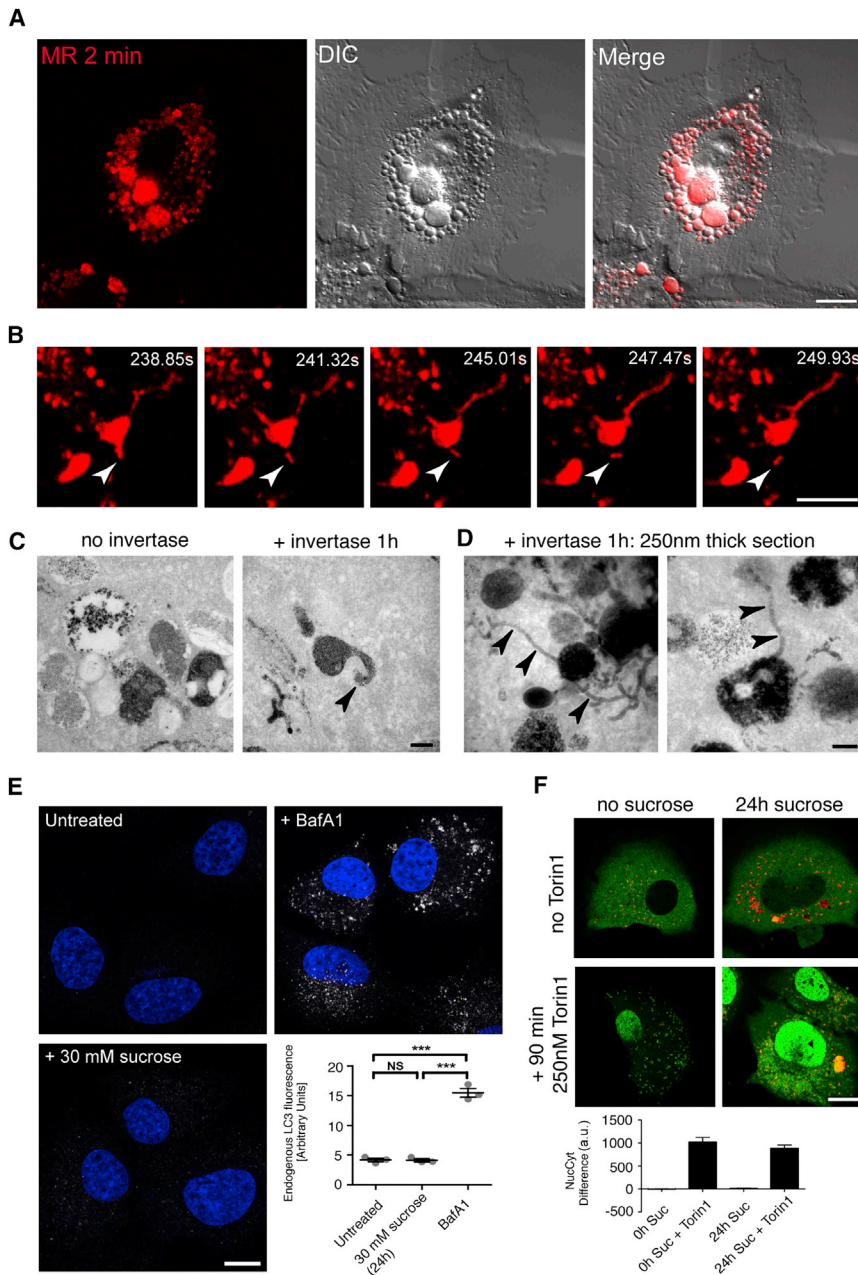 A
MR 2 min
DIC
Merge
B
238.85s
241.32s
245.01s
247.47s
249.93s
C
no invertase
+ invertase 1h
D
+ invertase 1h: 250nm thick section
E
Untreated
+ BafA1
+ 30 mM sucrose
Endogenous LC3 fluorescence
[Arbitrary Units]
20
15
10
5
0
***
NS
***
Untreated
30 mM sucrose
(24h)
BafA1
F
no sucrose
24h sucrose
no Torin1
+ 90 min
250nM Torin1
NucCyt
Difference (a.u.)
1500
1000
500
0
-500
0h Suc
0h Suc + Torin1
24h Suc
24h Suc + Torin1